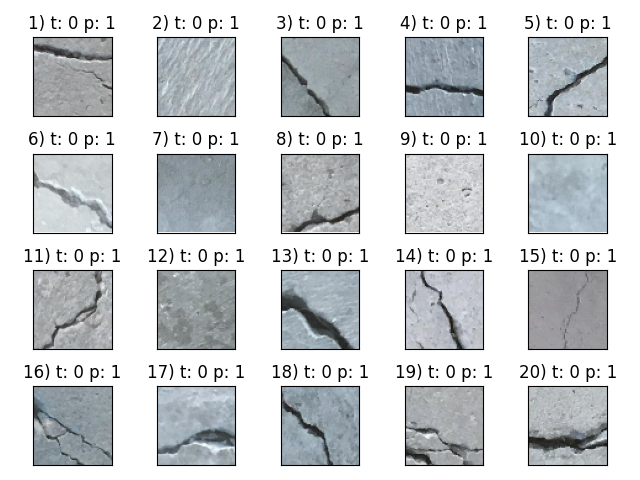 1) t: 0 p: 1 2) t: 0 p: 1 3) t: 0 p: 1 4) t: 0 p: 1 5) t: 0 p: 1
6) t: 0 p: 1 7) t: 0 p: 1 8) t: 0 p: 1 9) t: 0 p: 1 10) t: 0 p: 1
11) t: 0 p: 1 12) t: 0 p: 1 13) t: 0 p: 1 14) t: 0 p: 1 15) t: 0 p: 1
16) t: 0 p: 1 17) t: 0 p: 1 18) t: 0 p: 1 19) t: 0 p: 1 20) t: 0 p: 1